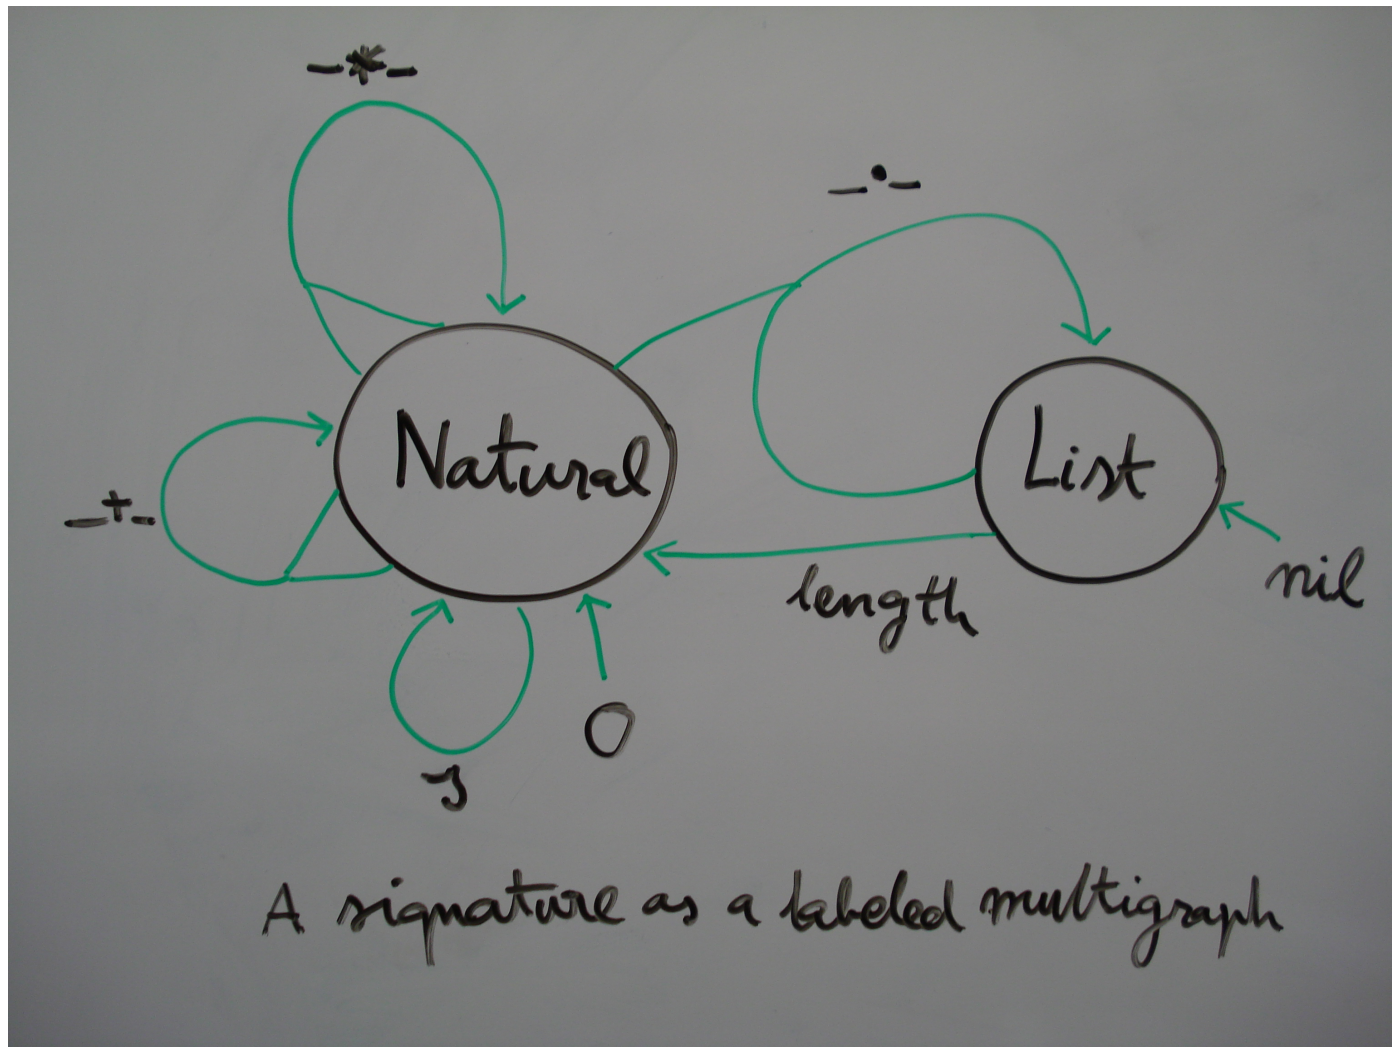 _*_
_•_
Natural
List
_+_
length
nil
0
s
A signature as a labeled multigraph